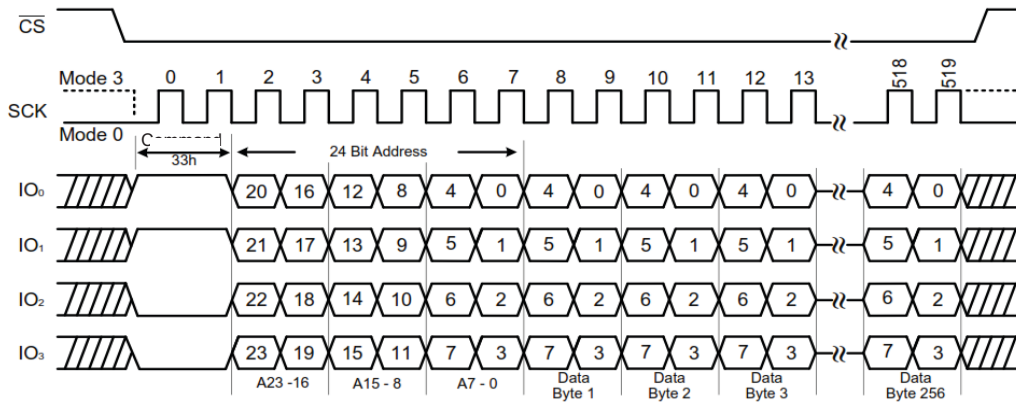 CS
Mode 3
0 1 2 3 4 5 6 7 8 9 10 11 12 13 518 519
SCK
Mode 0
Command
24 Bit Address
33h
IO₀ 20 16 12 8 4 0 4 0 4 0 4 0 4 0
IO₁ 21 17 13 9 5 1 5 1 5 1 5 1 5 1
IO₂ 22 18 14 10 6 2 6 2 6 2 6 2 6 2
IO₃ 23 19 15 11 7 3 7 3 7 3 7 3 7 3
A23 -16 A15 - 8 A7 - 0 Data Data Data Data
Byte 1 Byte 2 Byte 3 Byte 256